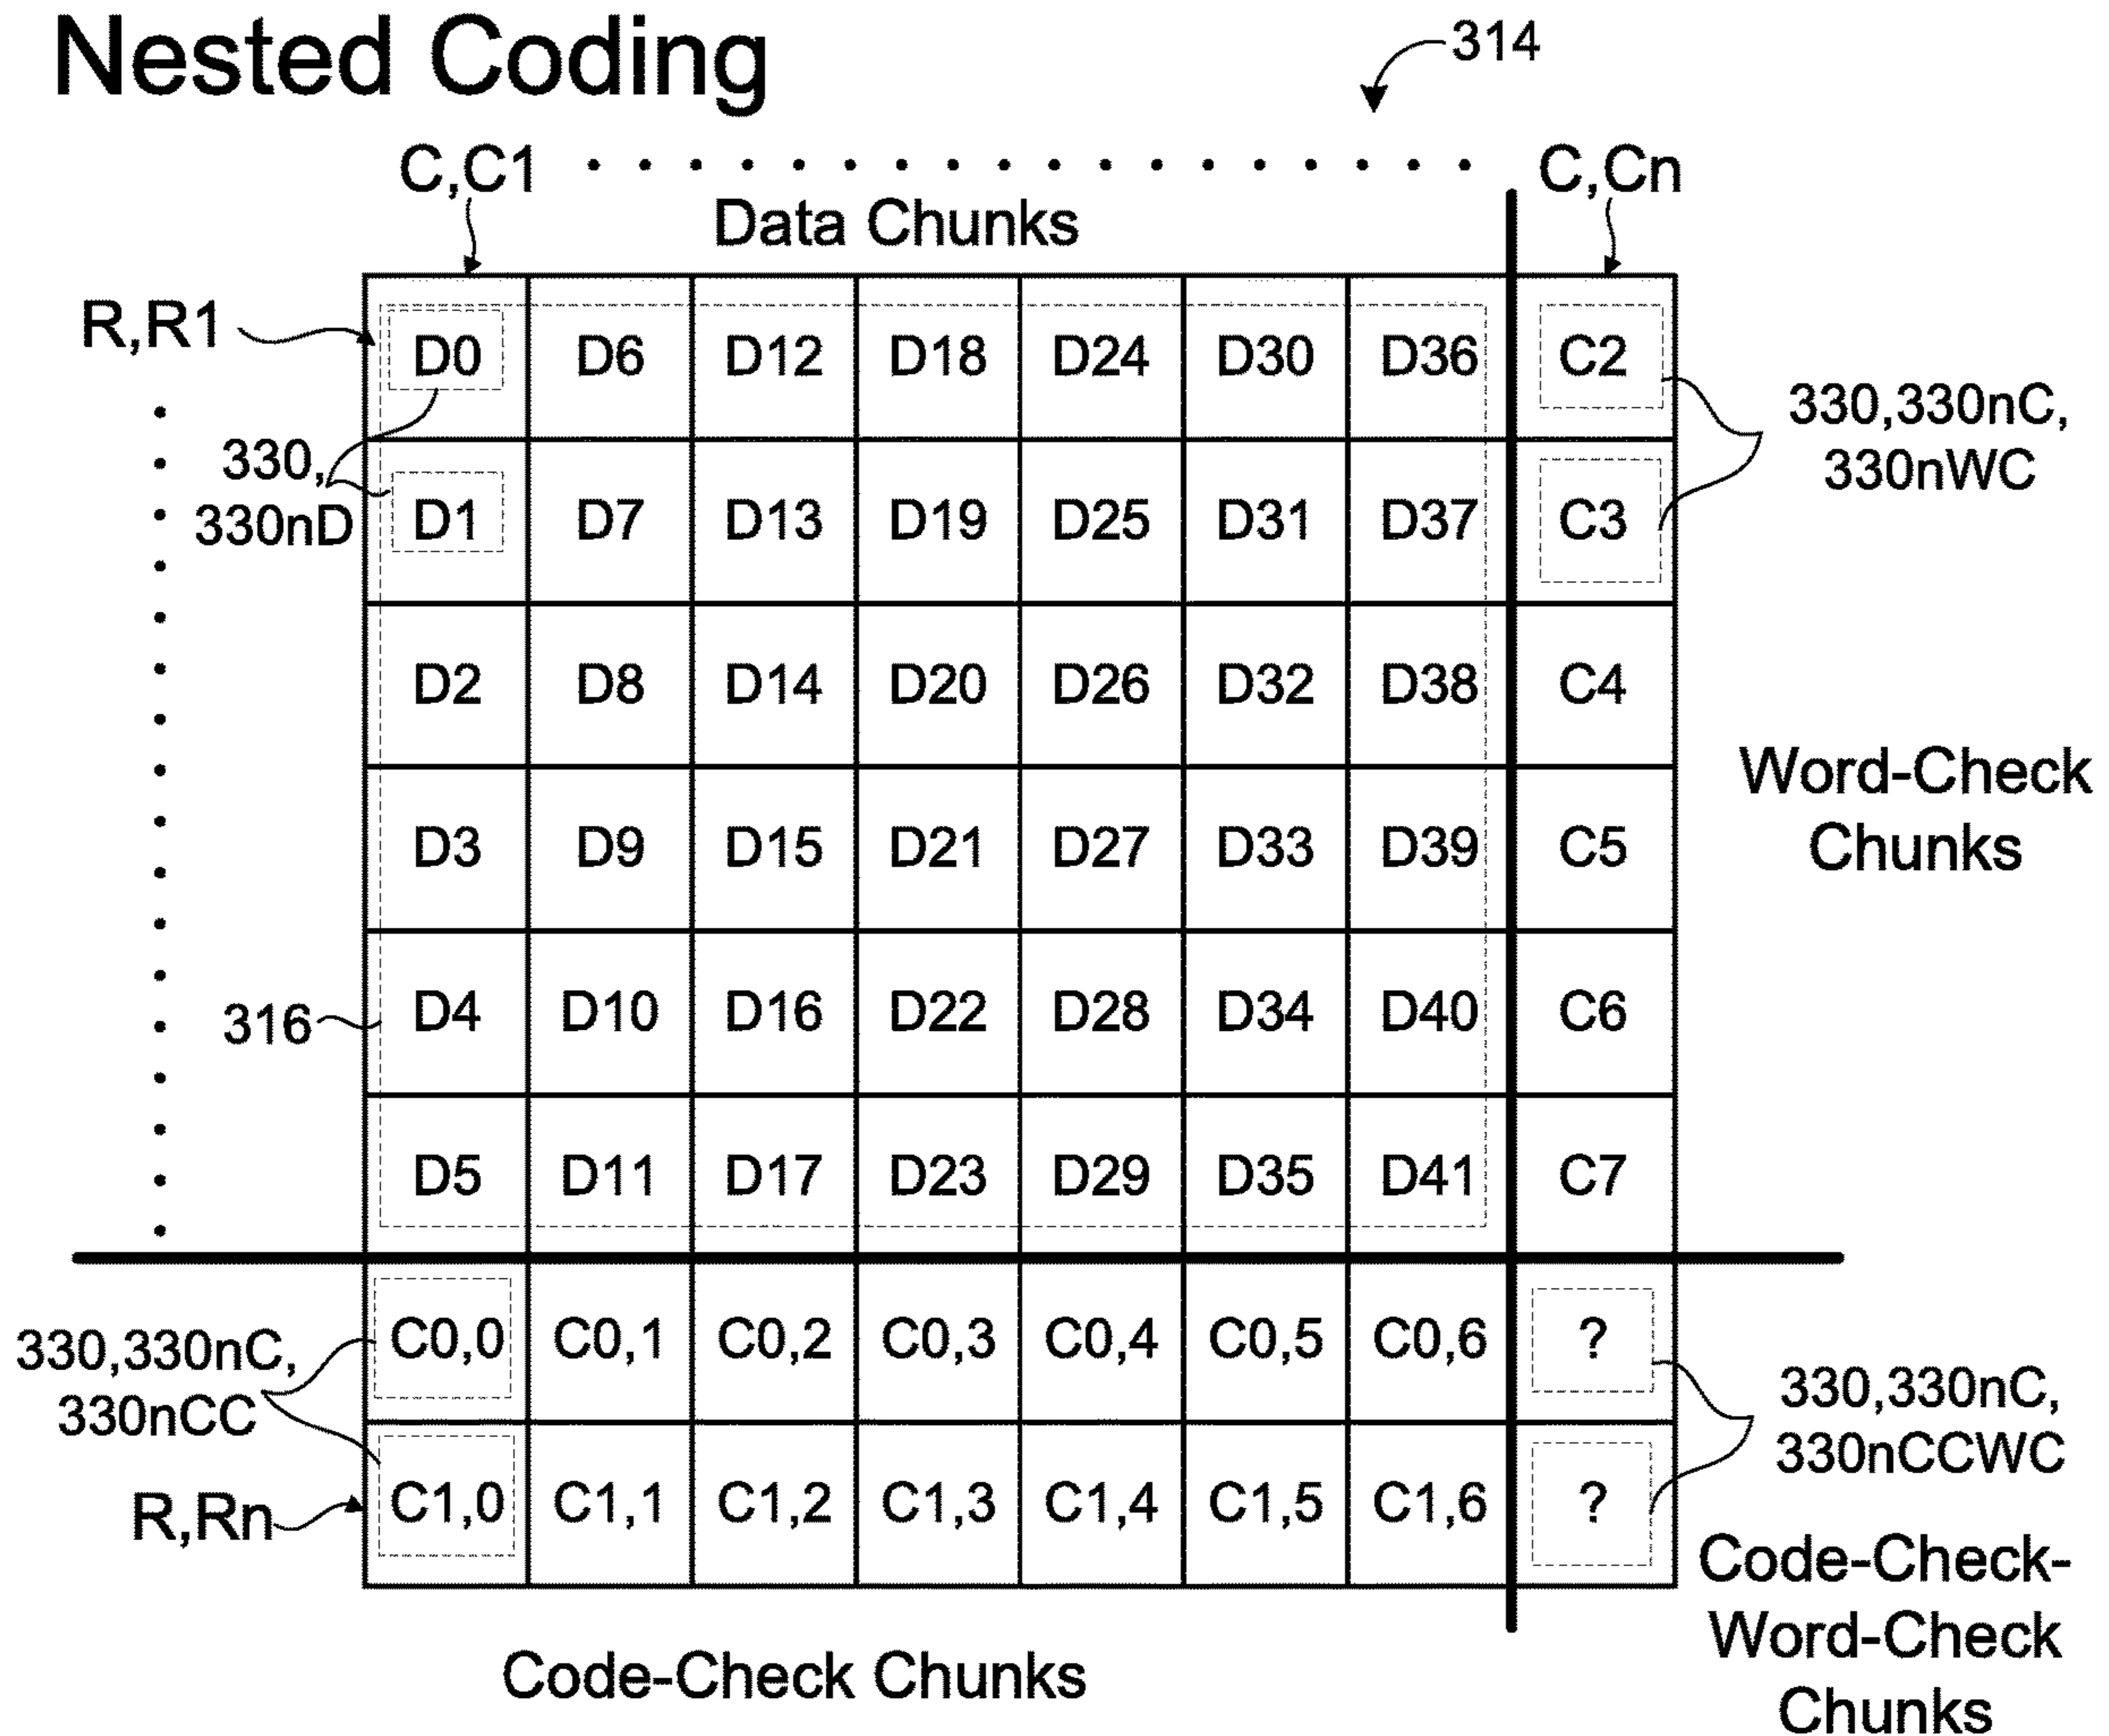 Nested Coding
314
C,C1
C,Cn
Data Chunks
R,R1
D0 D6 D12 D18 D24 D30 D36 C2
330,330nC,
330nWC
330,
330nD
D1 D7 D13 D19 D25 D31 D37 C3
D2 D8 D14 D20 D26 D32 D38 C4
Word-Check
Chunks
D3 D9 D15 D21 D27 D33 D39 C5
316
D4 D10 D16 D22 D28 D34 D40 C6
D5 D11 D17 D23 D29 D35 D41 C7
330,330nC,
330nCC
C0,0 C0,1 C0,2 C0,3 C0,4 C0,5 C0,6 ?
330,330nC,
330nCCWC
R,Rn
C1,0 C1,1 C1,2 C1,3 C1,4 C1,5 C1,6 ?
Code-Check-
Word-Check
Chunks
Code-Check Chunks